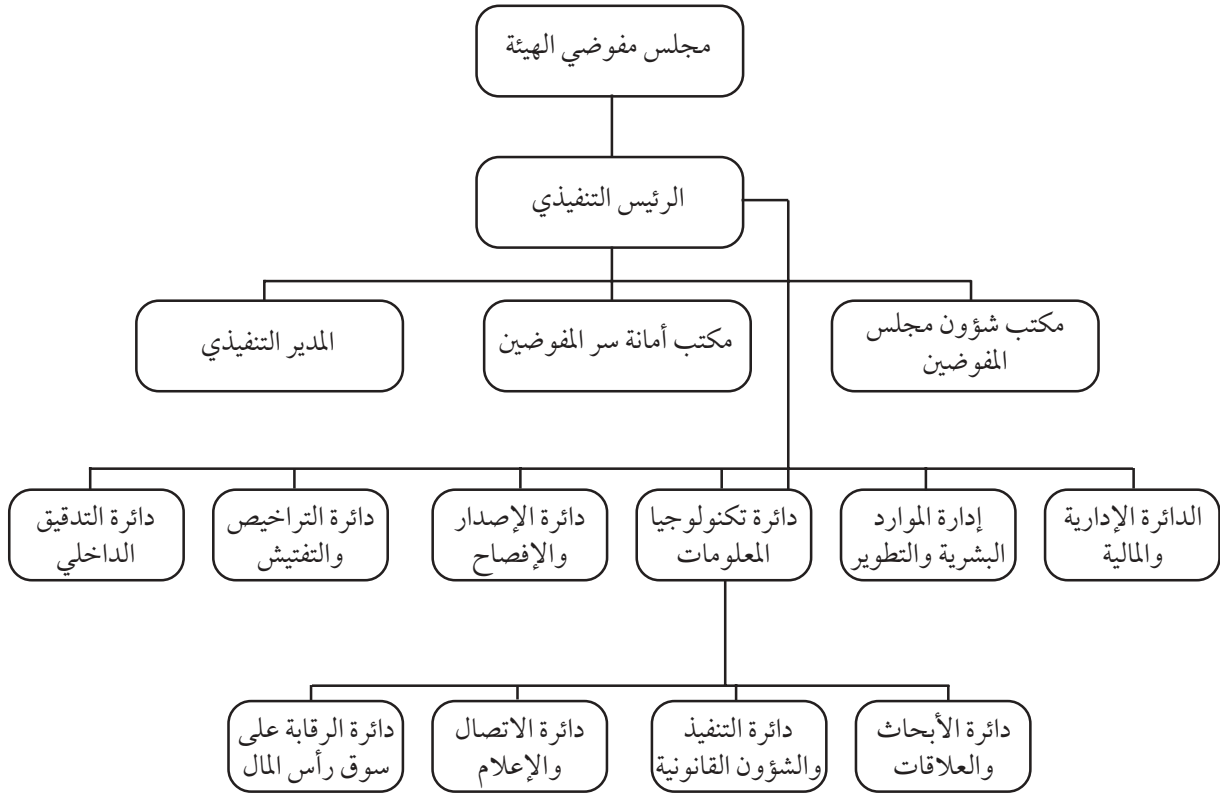 مجلس مفوضي الهيئة
الرئيس التنفيذي
مكتب شؤون مجلس
المفوضين
مكتب أمانة سر المفوضين
المدير التنفيذي
الدائرة الإدارية
والمالية
إدارة الموارد
البشرية والتطوير
دائرة تكنولوجيا
المعلومات
دائرة الإصدار
والإفصاح
دائرة التراخيص
والتفتيش
دائرة التدقيق
الداخلي
دائرة الأبحاث
والعلاقات
دائرة التنفيذ
والشؤون القانونية
دائرة الاتصال
والإعلام
دائرة الرقابة على
سوق رأس المال